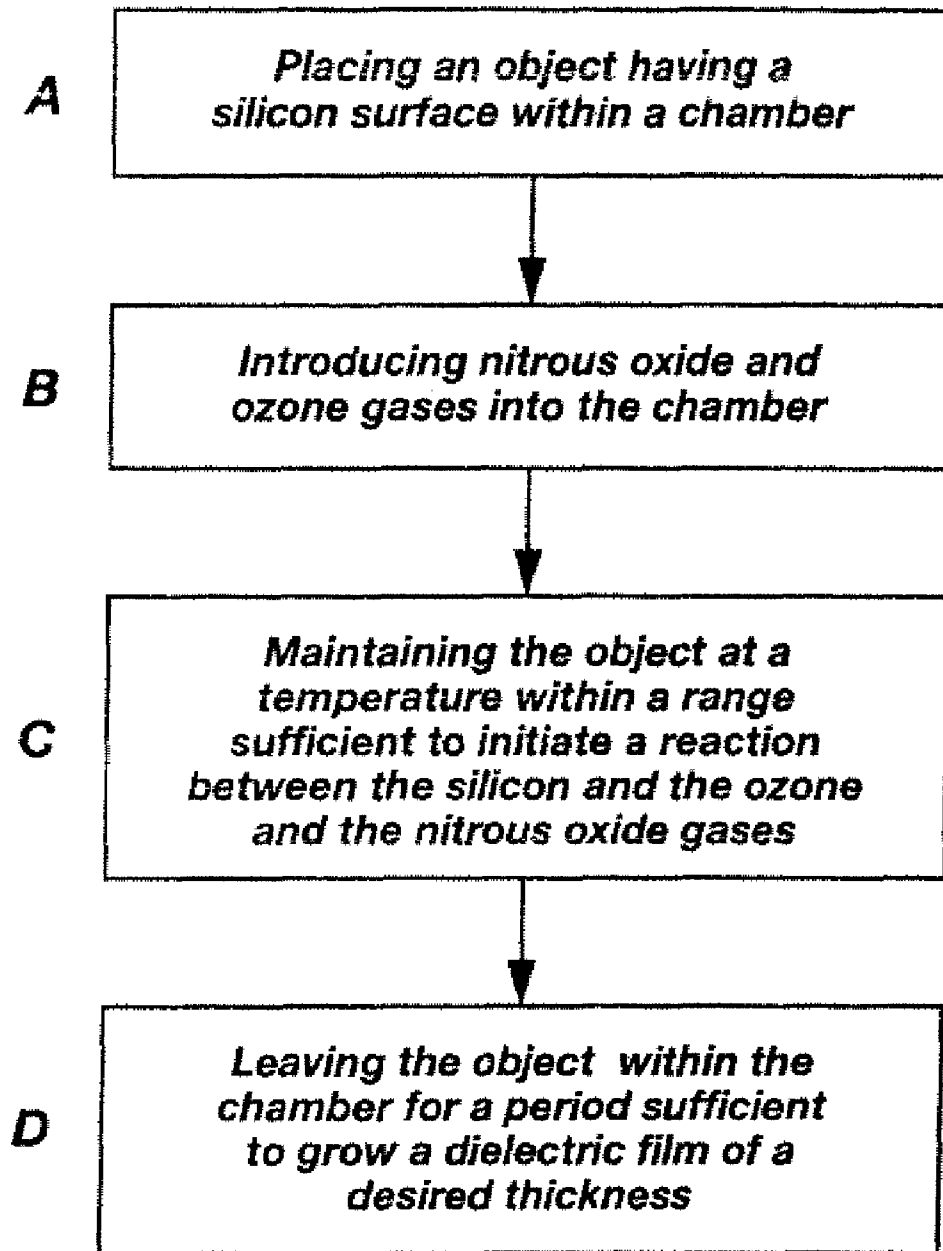 A
Placing an object having a
silicon surface within a chamber
B
Introducing nitrous oxide and
ozone gases into the chamber
C
Maintaining the object at a
temperature within a range
sufficient to initiate a reaction
between the silicon and the ozone
and the nitrous oxide gases
D
Leaving the object within the
chamber for a period sufficient
to grow a dielectric film of a
desired thickness